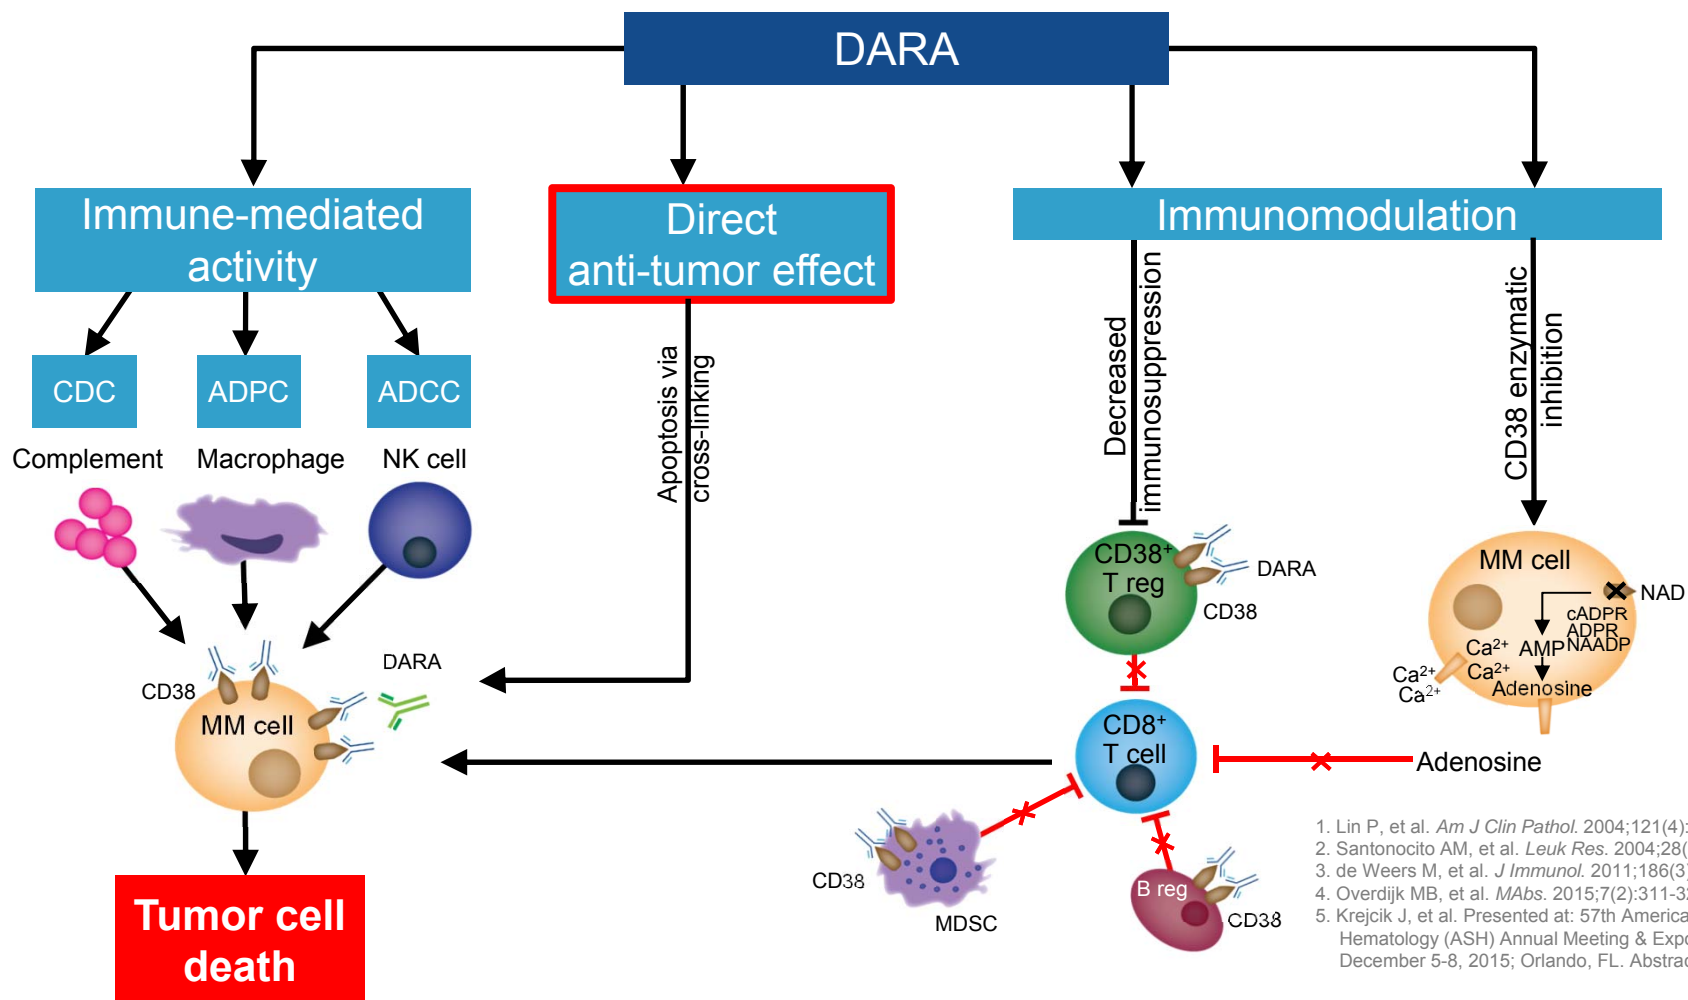 DARA
Immune-mediated
activity
Direct
anti-tumor effect
Immunomodulation
CDC
ADPC
ADCC
Complement
Macrophage
NK cell
Apoptosis via
cross-linking
Decreased
immunosuppression
CD38 enzymatic
inhibition
CD38⁺
T reg
DARA
CD38
MM cell
NAD
cADPR
ADPR
NAADP
AMP
Ca²⁺
Ca²⁺
Ca²⁺
Ca²⁺
Adenosine
DARA
CD38
MM cell
CD8⁺
T cell
Adenosine
CD38
MDSC
B reg
CD38
Tumor cell
death
1. Lin P, et al. Am J Clin Pathol. 2004;121(4):
2. Santonocito AM, et al. Leuk Res. 2004;28(
3. de Weers M, et al. J Immunol. 2011;186(3)
4. Overdijk MB, et al. MAbs. 2015;7(2):311-
5. Krejcik J, et al. Presented at: 57th
Hematology (ASH) Annual Meeting &
December 5-8, 2015; Orlando, FL.